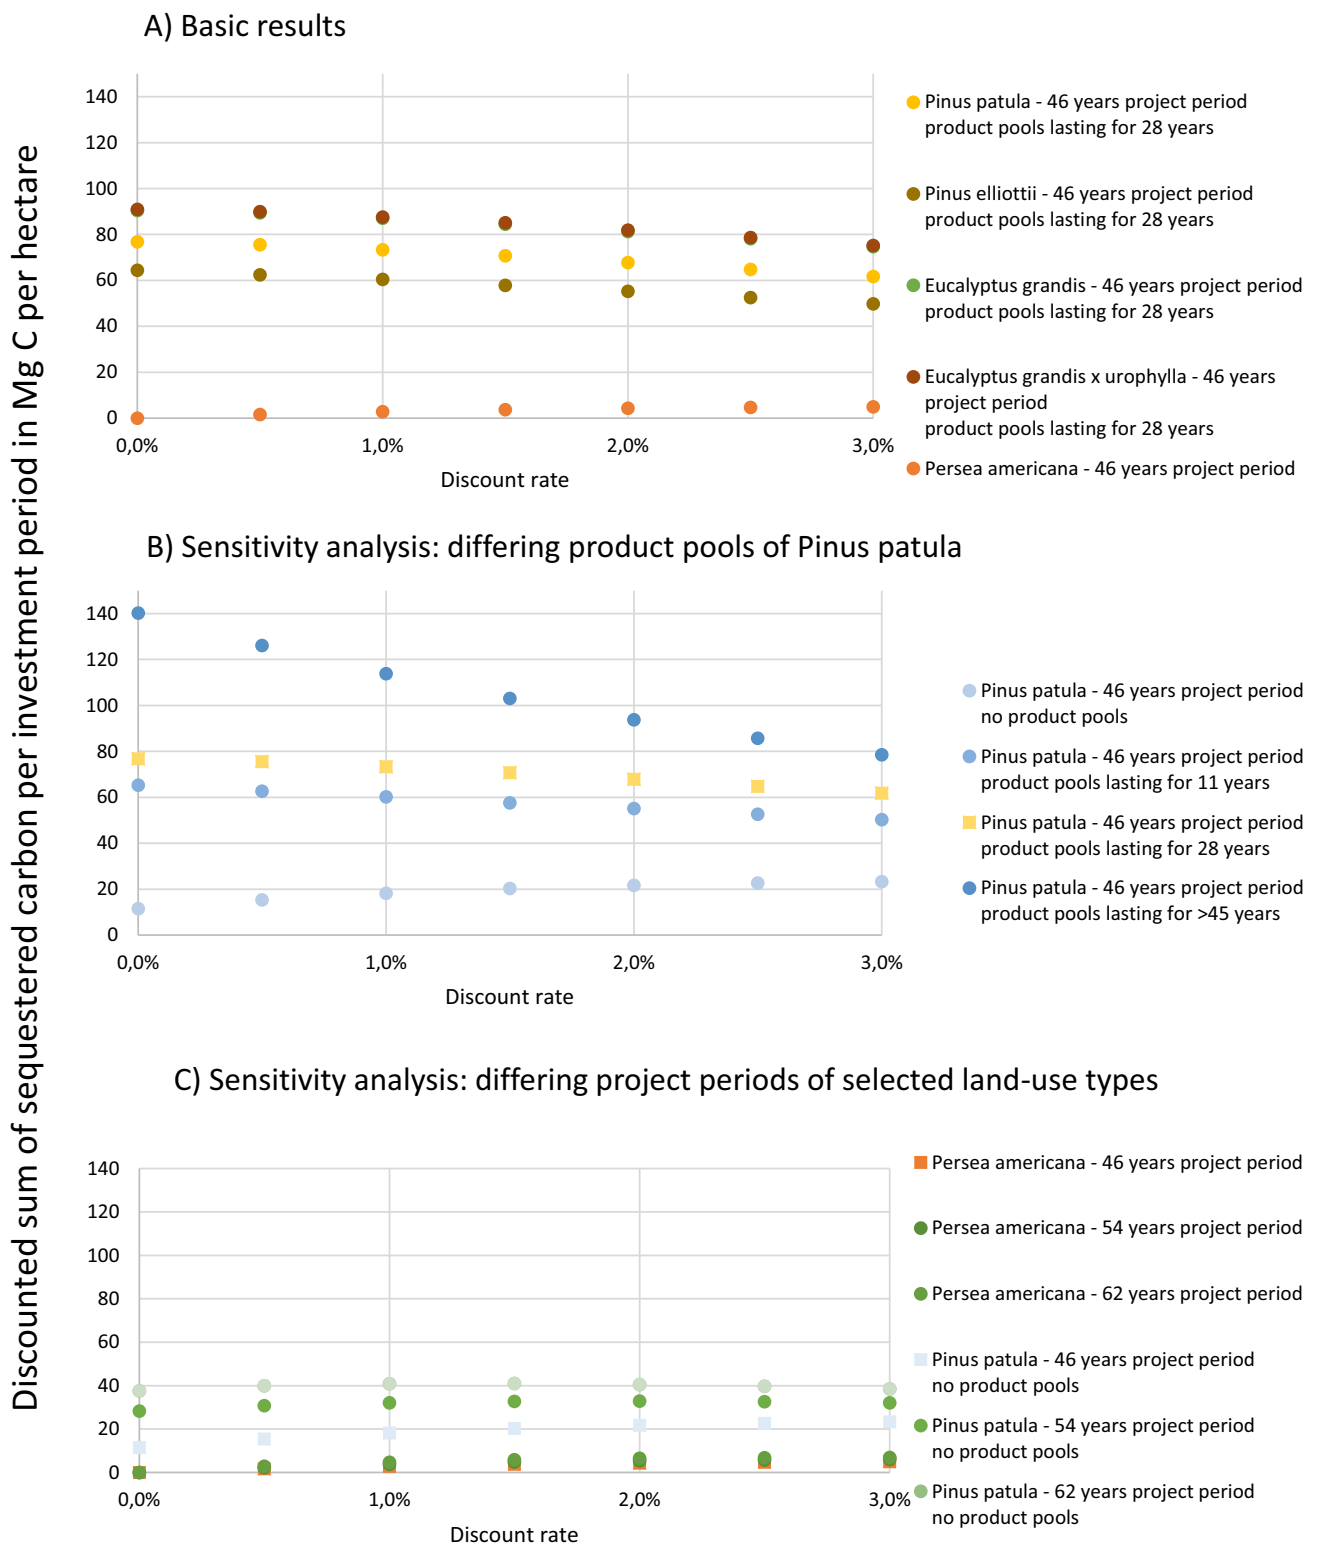 Discounted sum of sequestered carbon per investment period in Mg C per hectare
A) Basic results
140
120
100
80
60
40
20
0
0,0%
1,0%
2,0%
3,0%
Discount rate
Pinus patula - 46 years project period
product pools lasting for 28 years
Pinus elliottii - 46 years project period
product pools lasting for 28 years
Eucalyptus grandis - 46 years project period
product pools lasting for 28 years
Eucalyptus grandis x urophylla - 46 years
project period
product pools lasting for 28 years
Persea americana - 46 years project period
B) Sensitivity analysis: differing product pools of Pinus patula
140
120
100
80
60
40
20
0
0,0%
1,0%
2,0%
3,0%
Discount rate
Pinus patula - 46 years project period
no product pools
Pinus patula - 46 years project period
product pools lasting for 11 years
Pinus patula - 46 years project period
product pools lasting for 28 years
Pinus patula - 46 years project period
product pools lasting for >45 years
C) Sensitivity analysis: differing project periods of selected land-use types
140
120
100
80
60
40
20
0
0,0%
1,0%
2,0%
3,0%
Discount rate
Persea americana - 46 years project period
Persea americana - 54 years project period
Persea americana - 62 years project period
Pinus patula - 46 years project period
no product pools
Pinus patula - 54 years project period
no product pools
Pinus patula - 62 years project period
no product pools